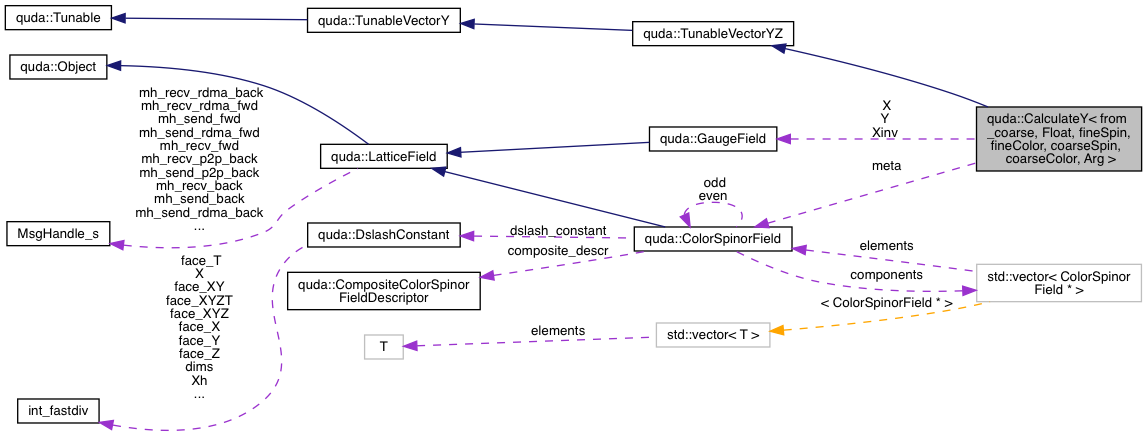 quda::Tunable
quda::TunableVectorY
quda::TunableVectorYZ
quda::Object
mh_recv_rdma_back
mh_recv_rdma_fwd
mh_send_fwd
mh_send_rdma_fwd
mh_recv_fwd
mh_recv_p2p_back
mh_send_p2p_back
mh_recv_back
mh_send_back
mh_send_rdma_back
...
quda::LatticeField
quda::GaugeField
X
Y
Xinv
quda::CalculateY< from
_coarse, Float, fineSpin,
fineColor, coarseSpin,
coarseColor, Arg >
meta
odd
even
MsgHandle_s
quda::DslashConstant
dslash_constant
composite_descr
quda::ColorSpinorField
elements
components
std::vector< ColorSpinor
Field * >
quda::CompositeColorSpinor
FieldDescriptor
< ColorSpinorField * >
face_T
X
face_XY
face_XYZT
face_XYZ
face_X
face_Y
face_Z
dims
Xh
...
T
elements
std::vector< T >
int_fastdiv